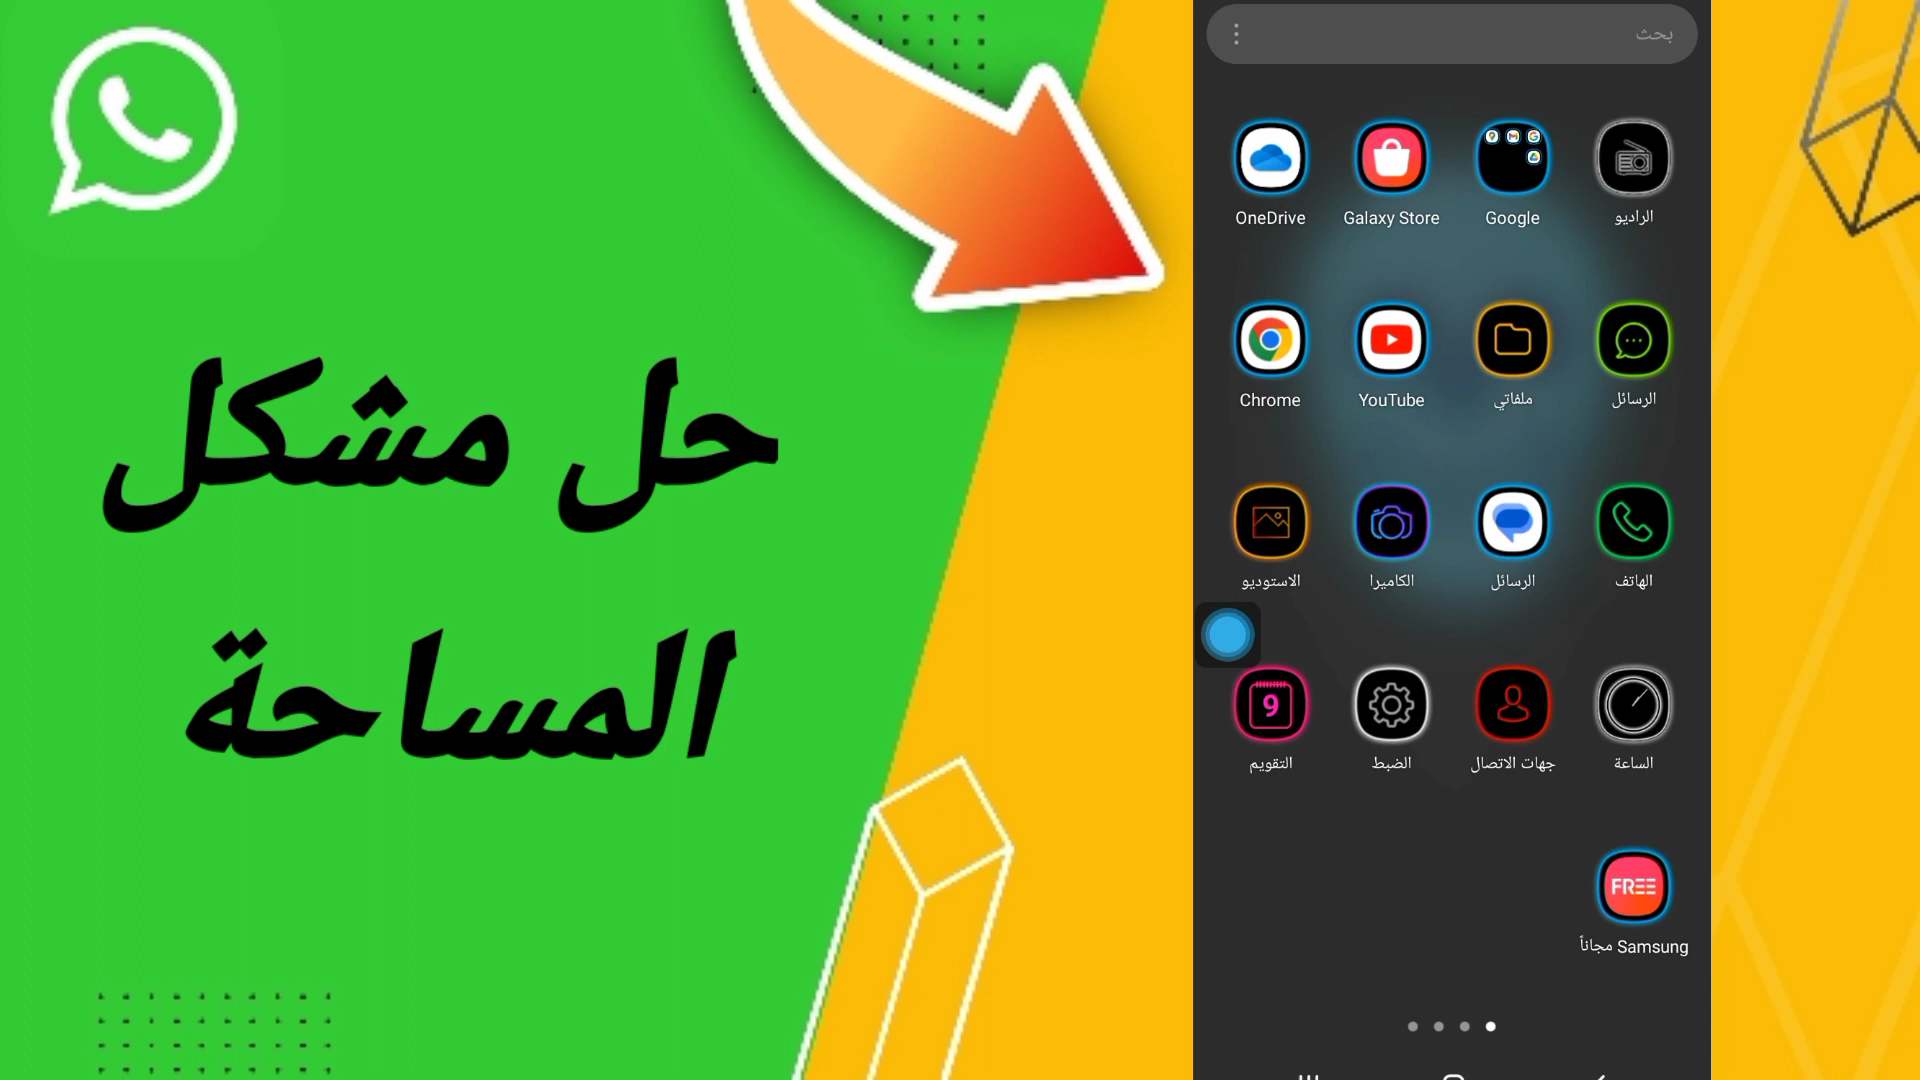 حل مشكل
المساحة
بحث
الراديو
Google
Galaxy Store
OneDrive
الرسائل
ملفاتي
YouTube
Chrome
الهاتف
الرسائل
الكاميرا
الاستوديو
9
الساعة
جهات الاتصال
الضبط
التقويم
FREE
Samsung مجاناً